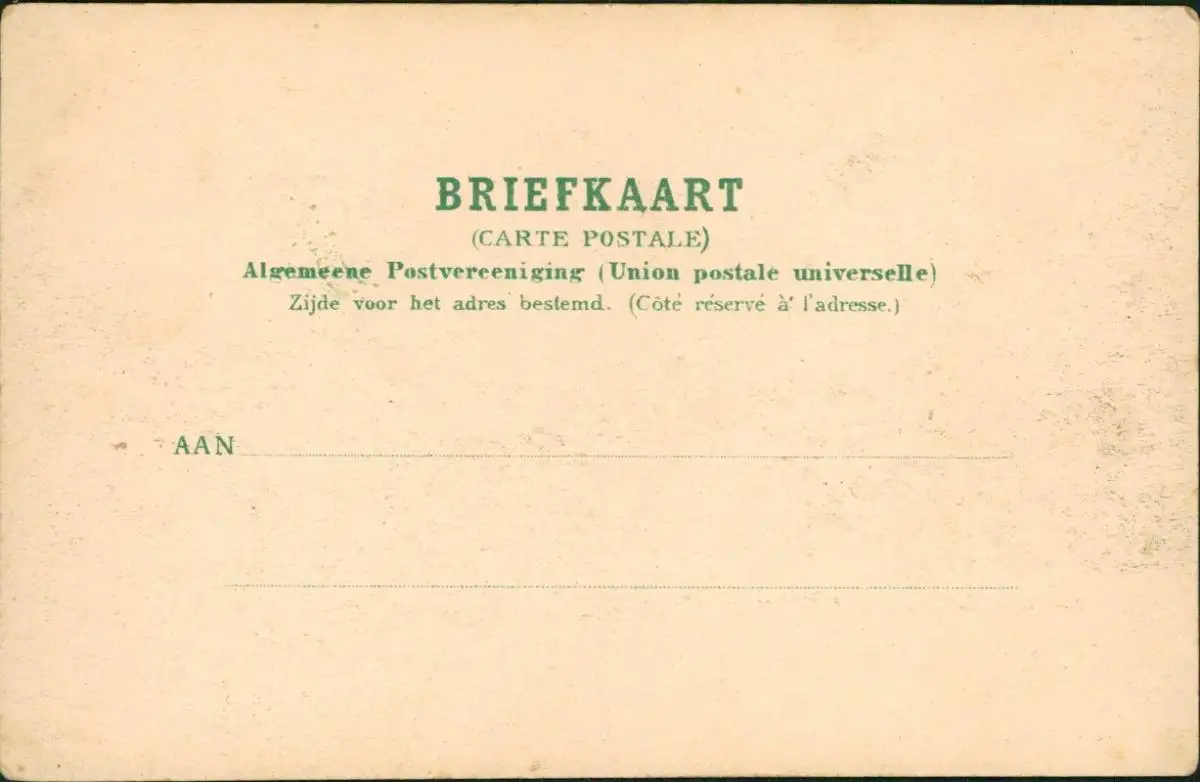 BRIEFKAART
(CARTE POSTALE)
Algemeene Postvereeniging (Union postale universelle)
Zijde voor het adres bestemd. (Côté réservé à l'adresse.)
AAN